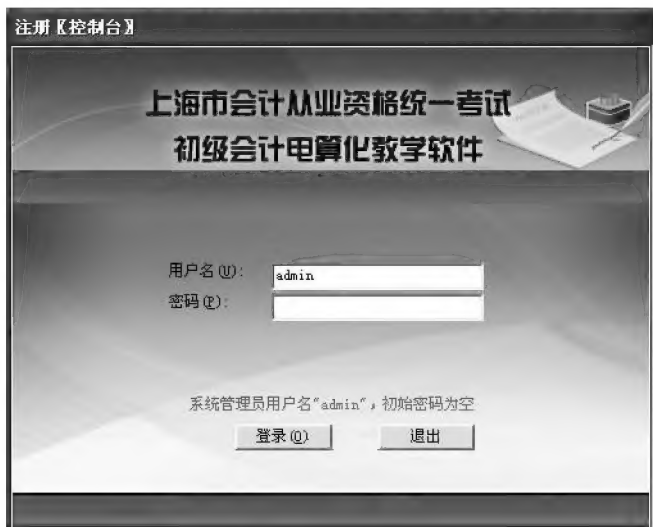 注册【控制台】
上海市会计从业资格统一考试
初级会计电算化教学软件
用户名(U): admin
密码(P):
系统管理员用户名"admin"，初始密码为空
登录(O) 退出